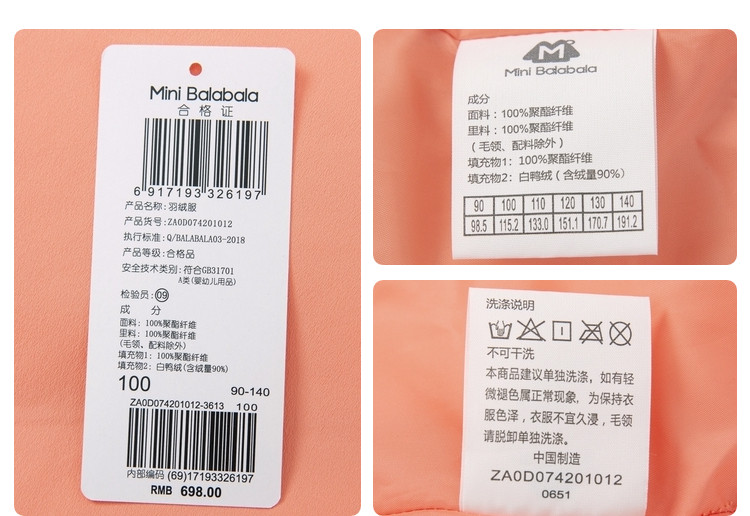 Mini Balabala
合格证
6 917193 326197
产品名称: 羽绒服
产品货号: ZA0D074201012
执行标准: Q/BALABALA03-2018
产品等级: 合格品
安全技术类别: 符合GB31701
A类(婴幼儿用品)
检验员: 09
成 分
面料: 100%聚酯纤维
里料: 100%聚酯纤维
(毛领、配料除外)
填充物1: 100%聚酯纤维
填充物2: 白鸭绒(含绒量90%)
100 90-140
ZA0D074201012-3613 100
内部编码 (69)17193326197
RMB 698.00
Mini Balabala
成分
面料：100%聚酯纤维
里料：100%聚酯纤维
(毛领、配料除外)
填充物1：100%聚酯纤维
填充物2：白鸭绒(含绒量90%)
90 100 110 120 130 140
98.5 115.2 133.0 151.1 170.7 191.2
洗涤说明
不可干洗
本商品建议单独洗涤，如有轻
微褪色属正常现象，为保持衣
服色泽，衣服不宜久浸，毛领
请脱卸单独洗涤。
中国制造
ZA0D074201012
0651